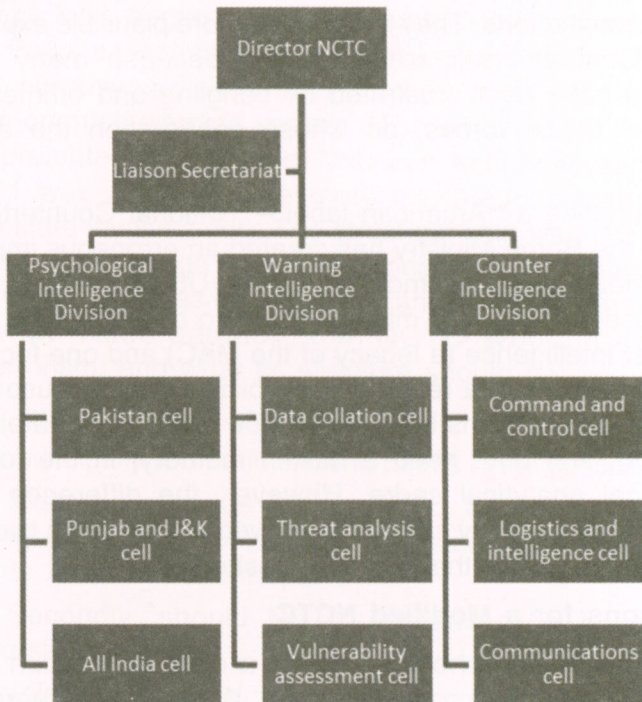 Director NCTC
Liaison Secretariat
Psychological
Intelligence
Division
Warning
Intelligence
Division
Counter
Intelligence
Division
Pakistan cell
Data collation cell
Command and
control cell
Punjab and J&K
cell
Threat analysis
cell
Logistics and
intelligence cell
All India cell
Vulnerability
assessment cell
Communications
cell